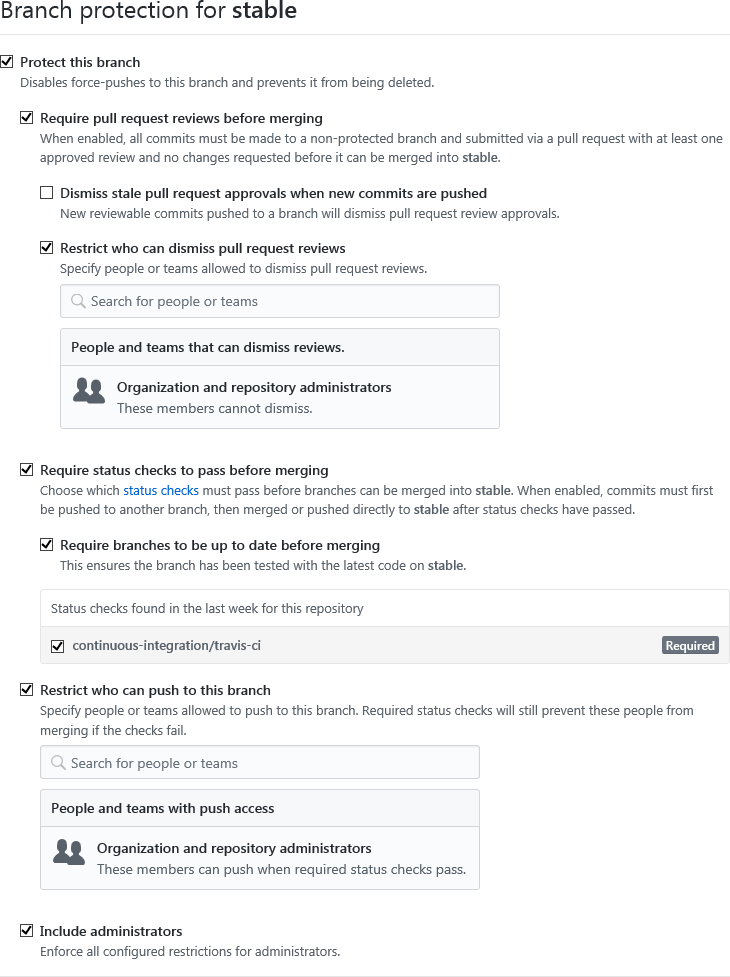 Branch protection for stable
Protect this branch
Disables force-pushes to this branch and prevents it from being deleted.
Require pull request reviews before merging
When enabled, all commits must be made to a non-protected branch and submitted via a pull request with at least one
approved review and no changes requested before it can be merged into stable.
Dismiss stale pull request approvals when new commits are pushed
New reviewable commits pushed to a branch will dismiss pull request review approvals.
Restrict who can dismiss pull request reviews
Specify people or teams allowed to dismiss pull request reviews.
Search for people or teams
People and teams that can dismiss reviews.
Organization and repository administrators
These members cannot dismiss.
Require status checks to pass before merging
Choose which status checks must pass before branches can be merged into stable. When enabled, commits must first
be pushed to another branch, then merged or pushed directly to stable after status checks have passed.
Require branches to be up to date before merging
This ensures the branch has been tested with the latest code on stable.
Status checks found in the last week for this repository
continuous-integration/travis-ci Required
Restrict who can push to this branch
Specify people or teams allowed to push to this branch. Required status checks will still prevent these people from
merging if the checks fail.
Search for people or teams
People and teams with push access
Organization and repository administrators
These members can push when required status checks pass.
Include administrators
Enforce all configured restrictions for administrators.